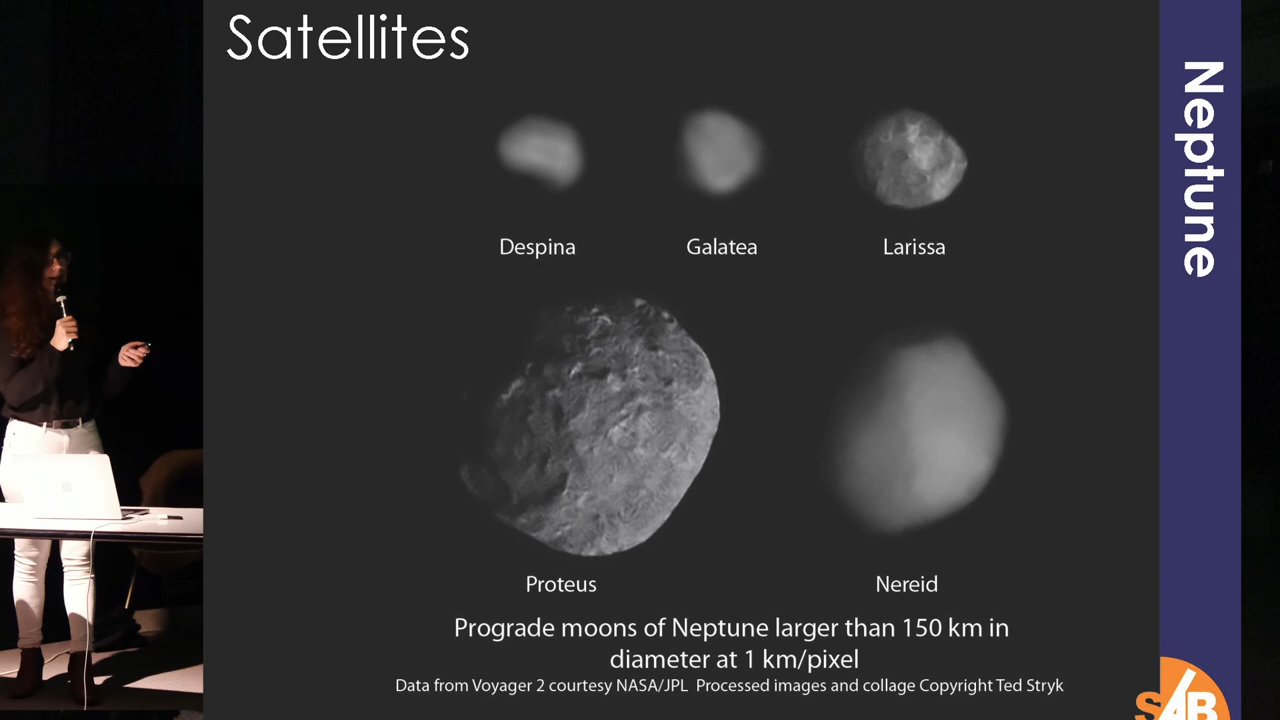 Satellites
Neptune
Despina
Galatea
Larissa
Proteus
Nereid
Prograde moons of Neptune larger than 150 km in
diameter at 1 km/pixel
Data from Voyager 2 courtesy NASA/JPL Processed images and collage Copyright Ted Stryk